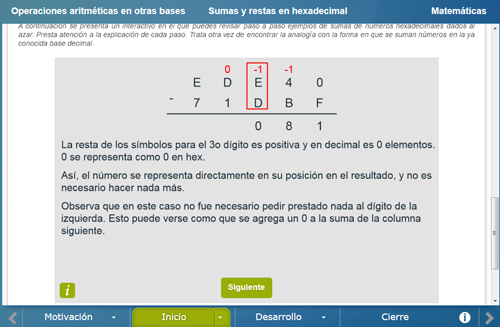 Operaciones aritméticas en otras bases Sumas y restas en hexadecimal Matemáticas
A continuación se presenta un interactivo en el que puedes revisar paso a paso ejemplos de sumas de números hexadecimales dados al
azar. Presta atención a la explicación de cada paso. Trata otra vez de encontrar la analogía con la forma en que se suman números en la ya
conocida base decimal.
0 -1 -1
E D E 4 0
- 7 1 D B F
0 8 1
La resta de los símbolos para el 3o dígito es positiva y en decimal es 0 elementos.
0 se representa como 0 en hex.
Así, el número se representa directamente en su posición en el resultado, y no es
necesario hacer nada más.
Observa que en este caso no fue necesario pedir prestado nada al dígito de la
izquierda. Esto puede verse como que se agrega un 0 a la suma de la columna
siguiente.
i Siguiente
Motivación Inicio Desarrollo Cierre i